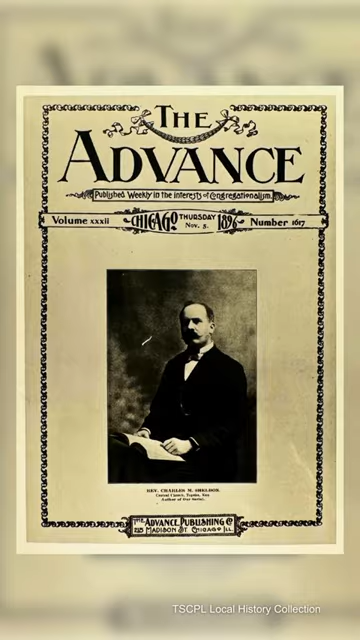 THE
ADVANCE
Published Weekly in the interests of Congregationalism.
Volume xxxii CHICAGO THURSDAY Nov. 5. 1896 Number 1617
REV. CHARLES M. SHELDON,
Central Church, Topeka, Kan.
Author of Our Serial.
THE ADVANCE PUBLISHING CO
215 MADISON ST. CHICAGO ILL.
TSCPL Local History Collection